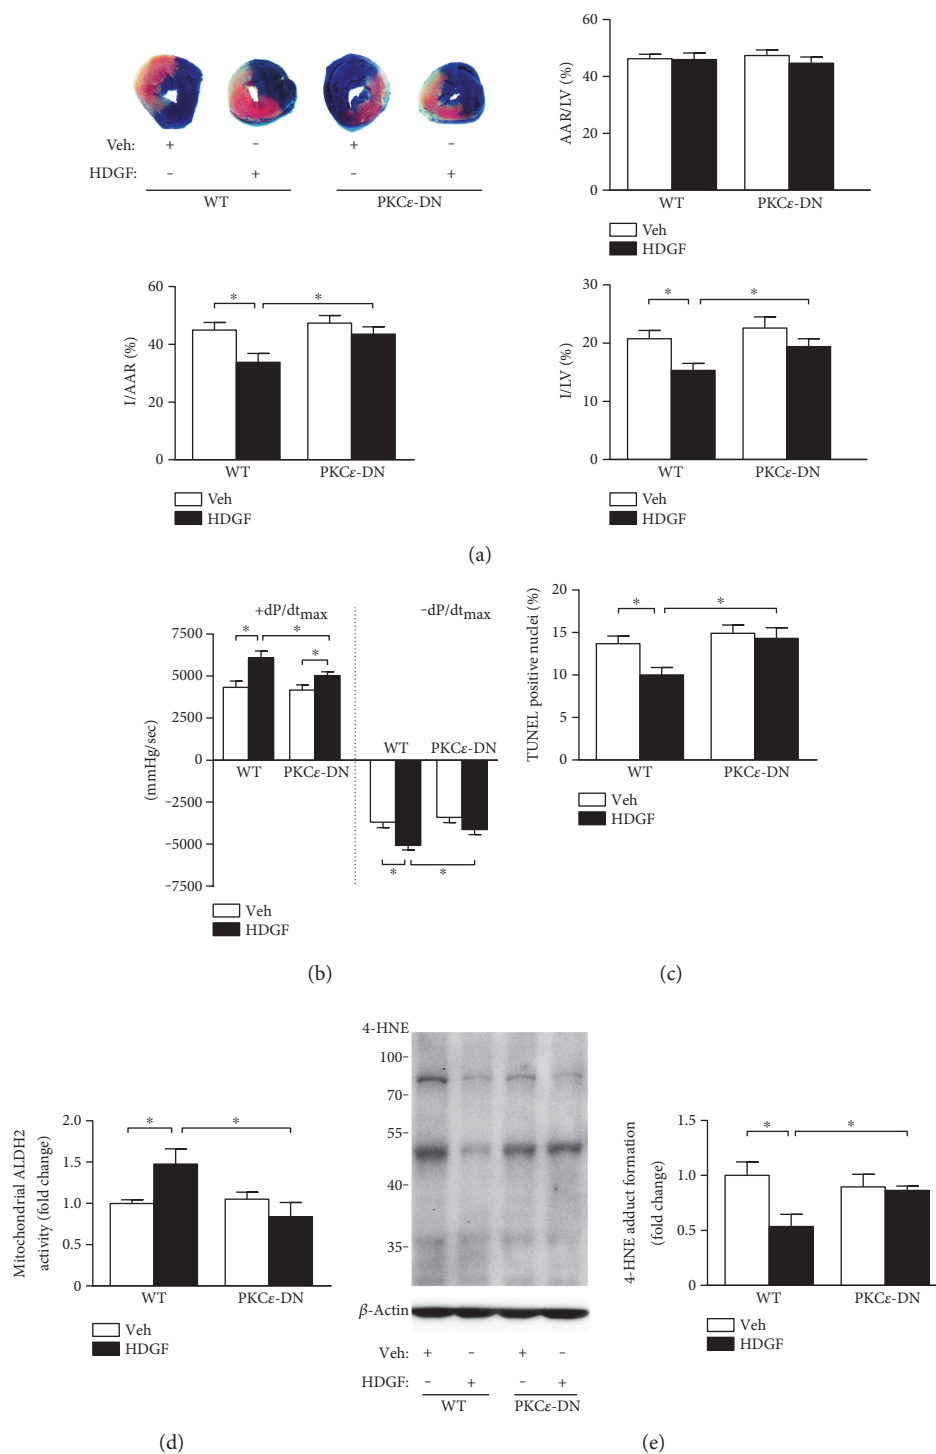 Veh: + - + -
HDGF: - + - +
WT PKCε-DN
AAR/LV (%)
60
40
20
0
WT PKCε-DN
Veh
HDGF
I/AAR (%)
60
40
20
0
* *
WT PKCε-DN
Veh
HDGF
I/LV (%)
30
20
10
0
* *
WT PKCε-DN
Veh
HDGF
(a)
+dP/dtmax -dP/dtmax
(mmHg/sec)
7500
5000
2500
0
-2500
-5000
-7500
* * *
WT PKCε-DN
WT PKCε-DN
* *
Veh
HDGF
(b)
TUNEL positive nuclei (%)
20
15
10
5
0
* *
WT PKCε-DN
Veh
HDGF
(c)
Mitochondrial ALDH2
activity (fold change)
2.0
1.5
1.0
0.5
0
* *
WT PKCε-DN
Veh
HDGF
(d)
4-HNE
100-
70-
55-
40-
35-
β-Actin
Veh: + - + -
HDGF: - + - +
WT PKCε-DN
4-HNE adduct formation
(fold change)
1.5
1.0
0.5
0
* *
WT PKCε-DN
Veh
HDGF
(e)